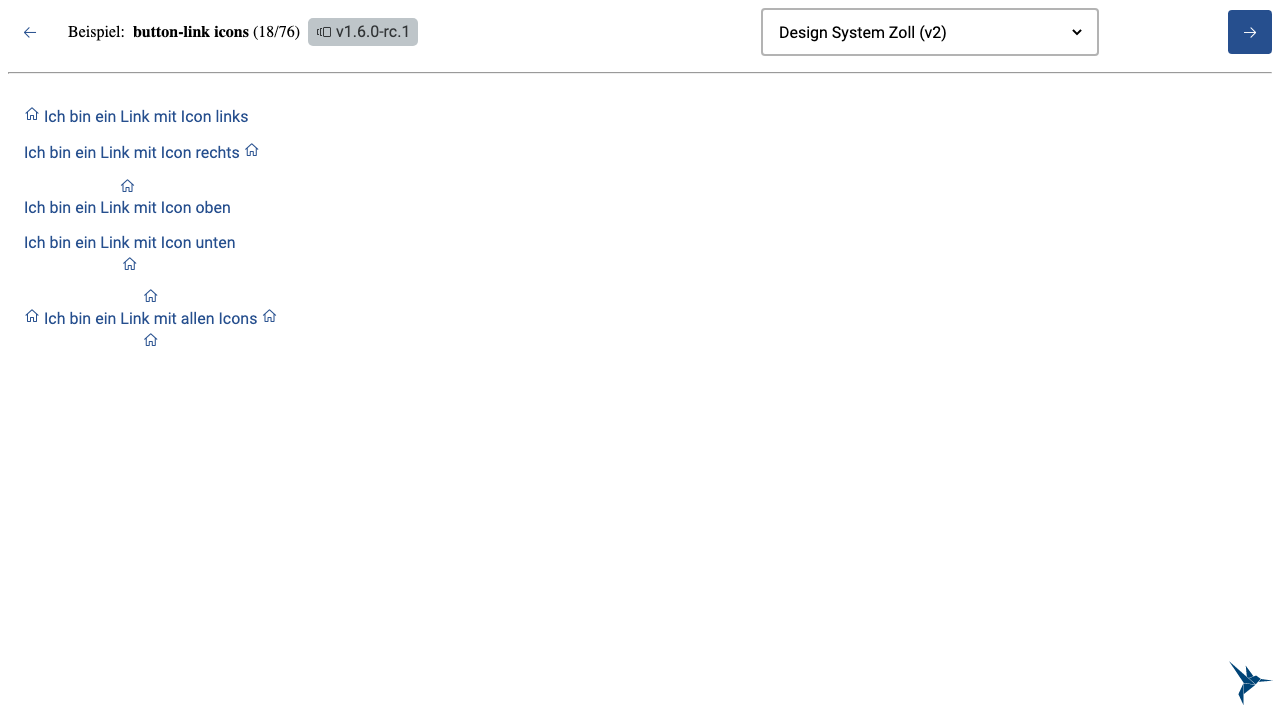 Beispiel: button-link icons (18/76) v1.6.0-rc.1 Design System Zoll (v2)
Ich bin ein Link mit Icon links
Ich bin ein Link mit Icon rechts
Ich bin ein Link mit Icon oben
Ich bin ein Link mit Icon unten
Ich bin ein Link mit allen Icons